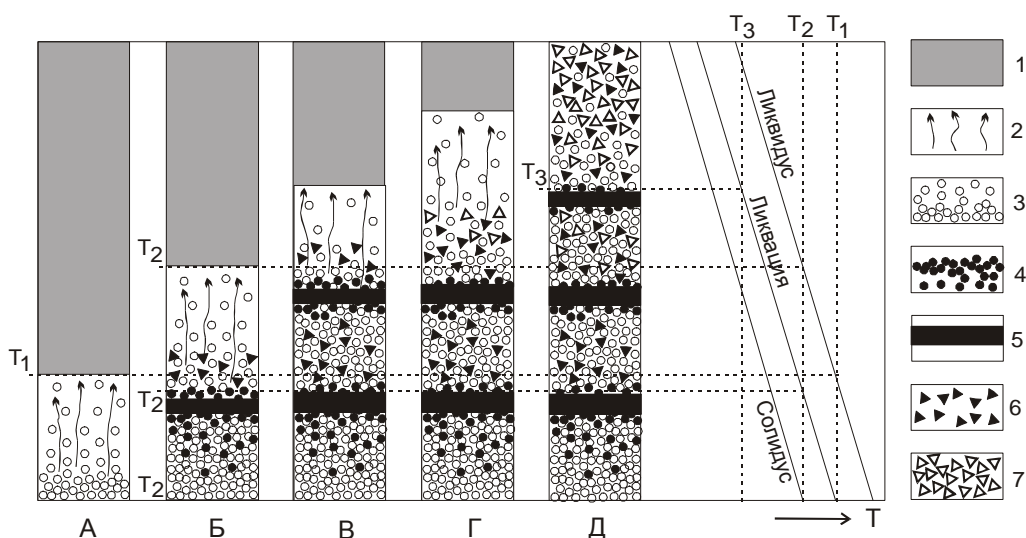 T3 T2 T1
1
2
3
4
5
6
7
T1
T2
T2
T2
T3
Ликвидус
Ликвация
Солидус
T
А Б В Г Д